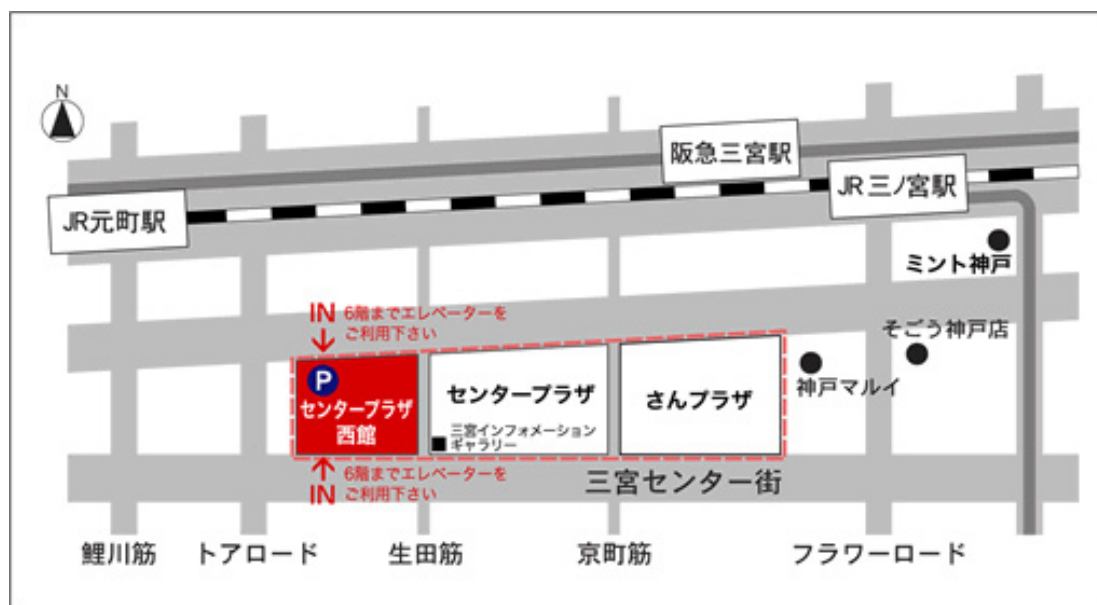 N
阪急三宮駅
JR三ノ宮駅
JR元町駅
ミント神戸
IN 6階までエレベーターを
ご利用下さい
そごう神戸店
神戸マルイ
P
センタープラザ
西館
センタープラザ
三宮インフォメーション
ギャラリー
さんプラザ
6階までエレベーターを
IN ご利用下さい
三宮センター街
鯉川筋
トアロード
生田筋
京町筋
フラワーロード